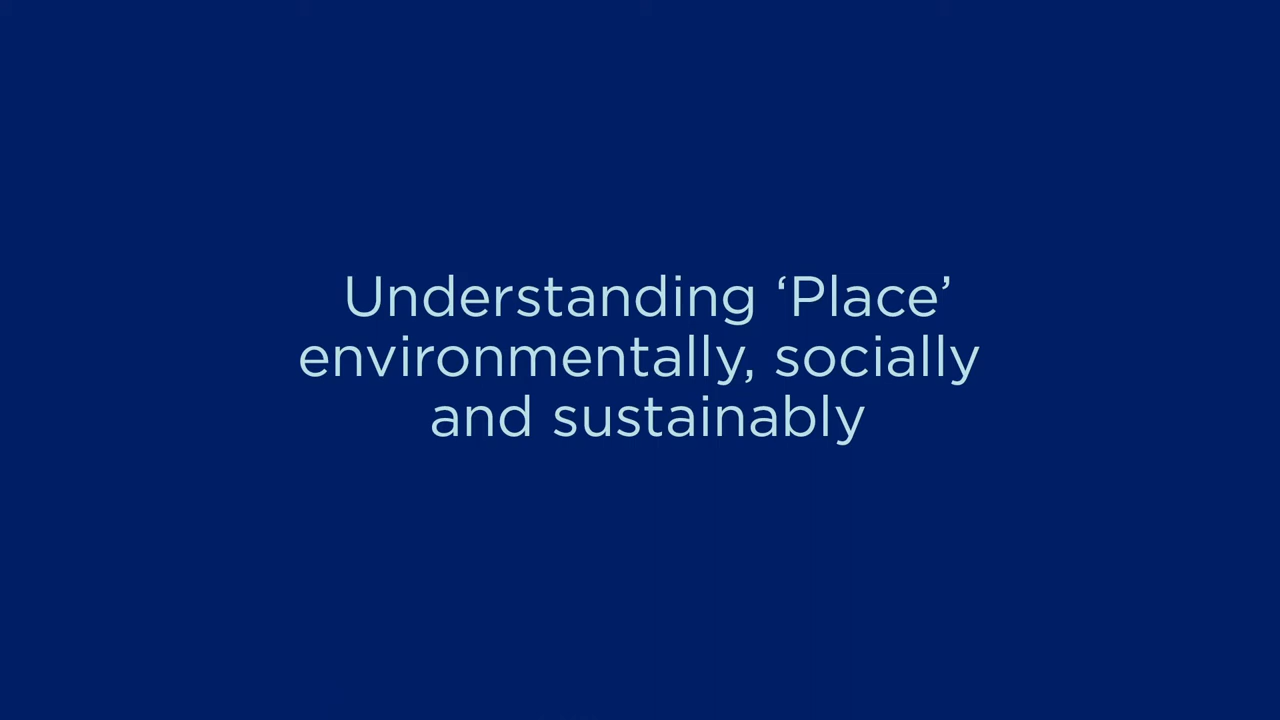 Understanding ‘Place’
environmentally, socially
and sustainably